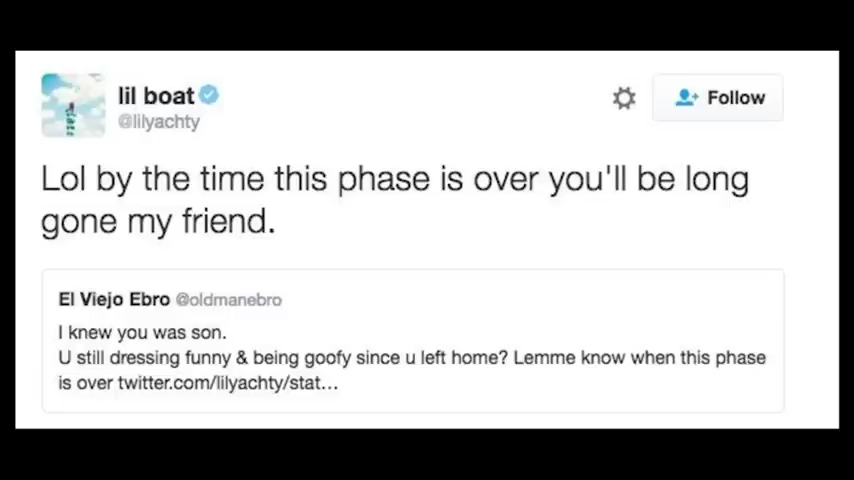 lil boat
@lilyachty
Follow
Lol by the time this phase is over you'll be long
gone my friend.
El Viejo Ebro @oldmanebro
I knew you was son.
U still dressing funny & being goofy since u left home? Lemme know when this phase
is over twitter.com/lilyachty/stat…